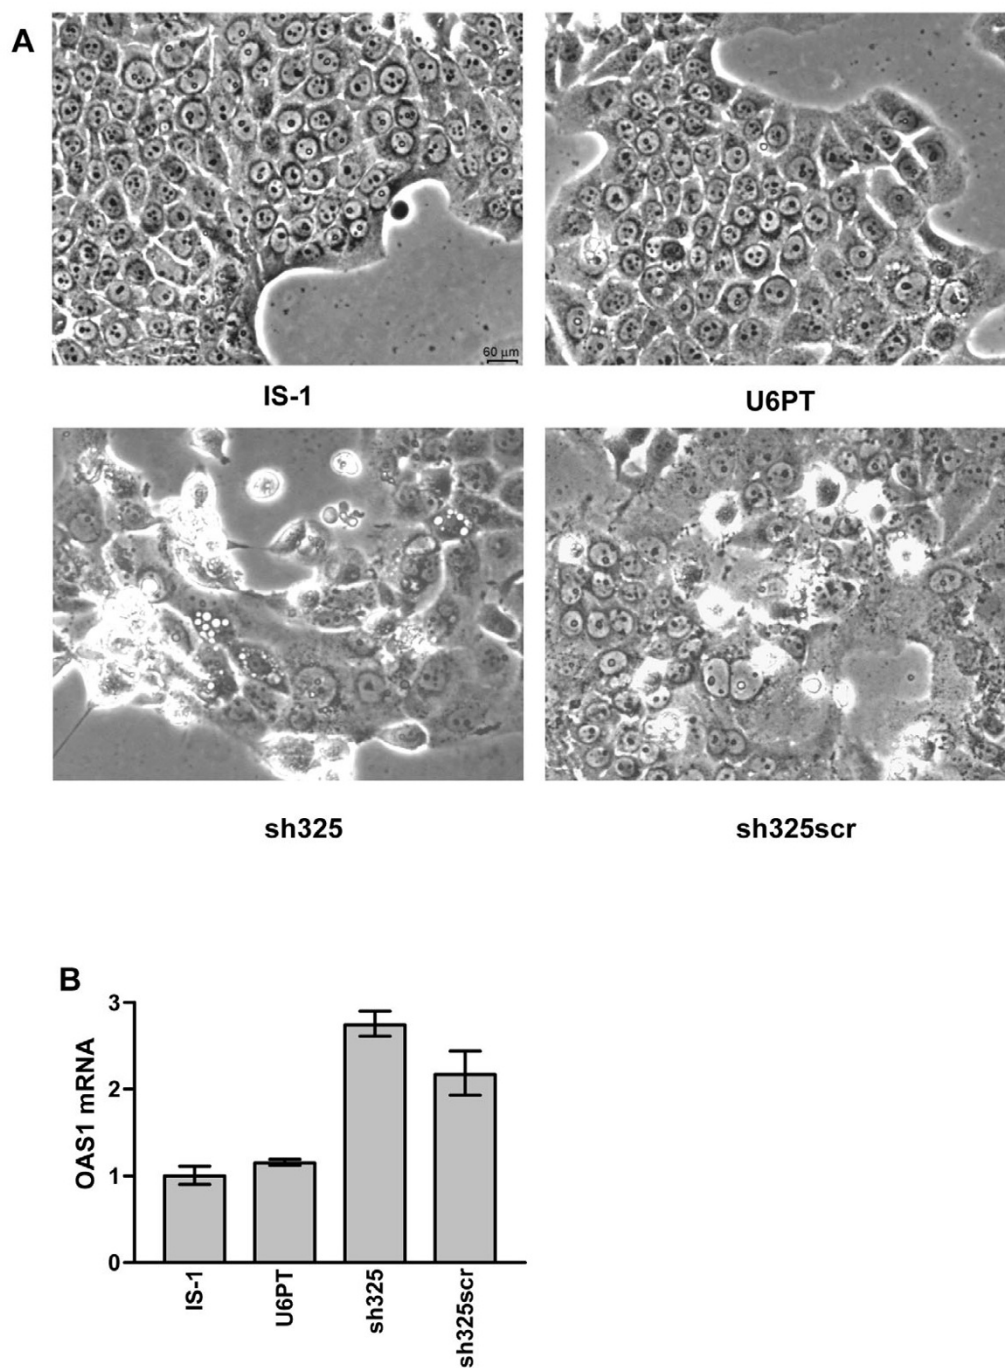 A
60 μm
IS-1
U6PT
sh325
sh325scr
B
OAS1 mRNA
3
2
1
0
IS-1
U6PT
sh325
sh325scr